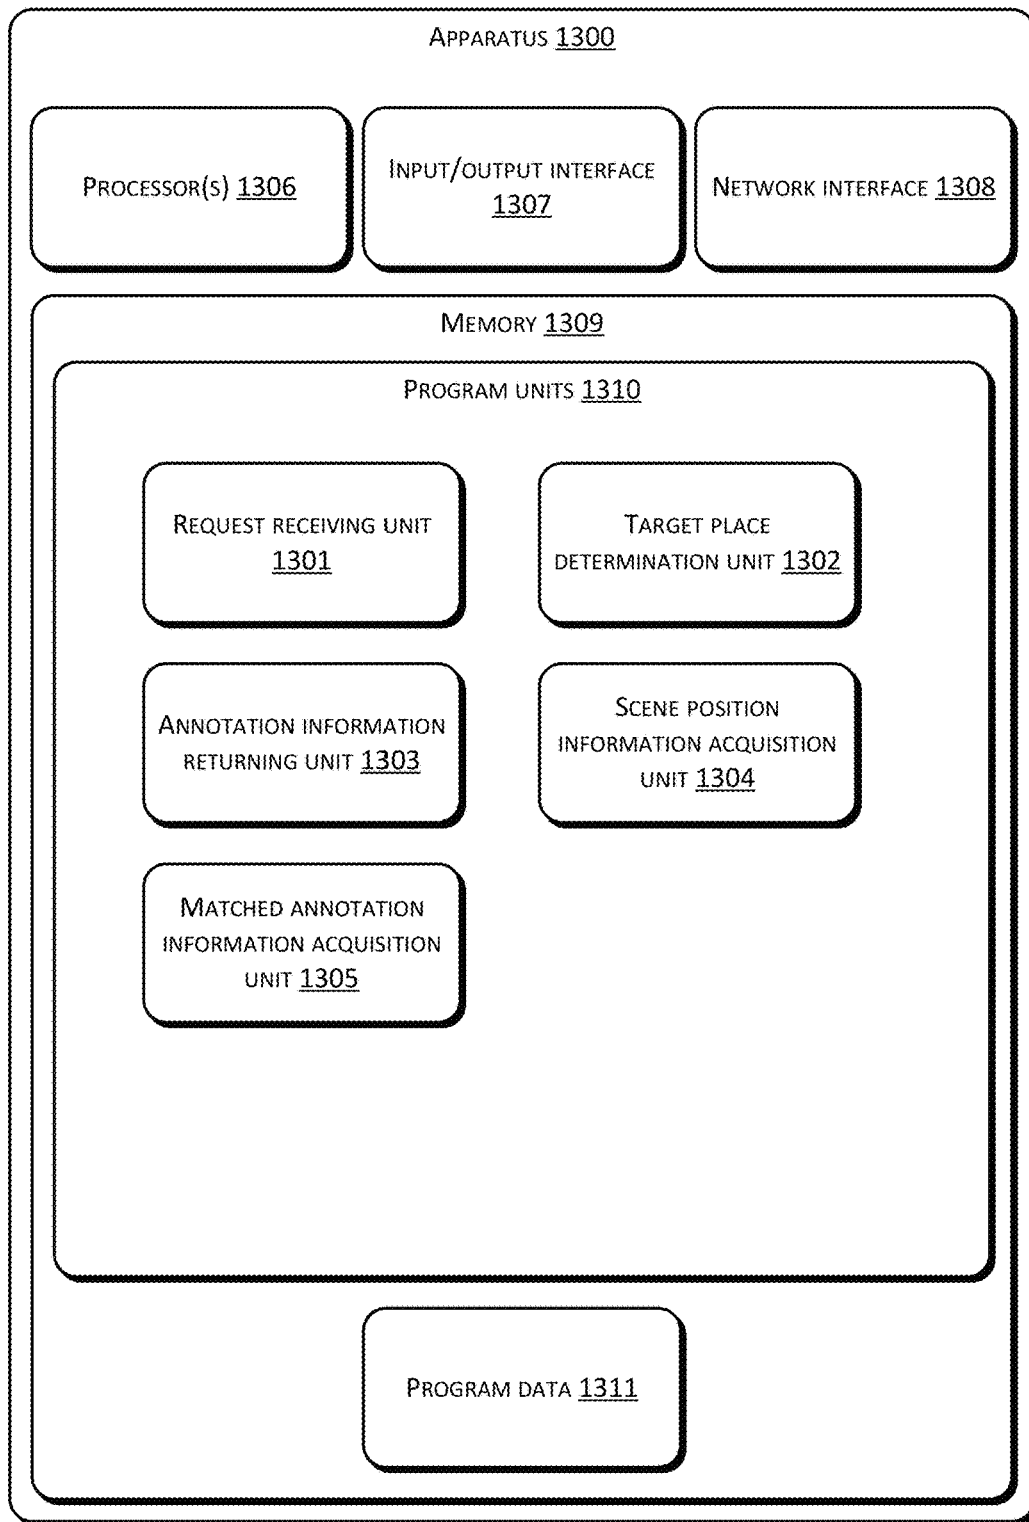 APPARATUS 1300
PROCESSOR(S) 1306
INPUT/OUTPUT INTERFACE
1307
NETWORK INTERFACE 1308
MEMORY 1309
PROGRAM UNITS 1310
REQUEST RECEIVING UNIT
1301
TARGET PLACE
DETERMINATION UNIT 1302
ANNOTATION INFORMATION
RETURNING UNIT 1303
SCENE POSITION
INFORMATION ACQUISITION
UNIT 1304
MATCHED ANNOTATION
INFORMATION ACQUISITION
UNIT 1305
PROGRAM DATA 1311